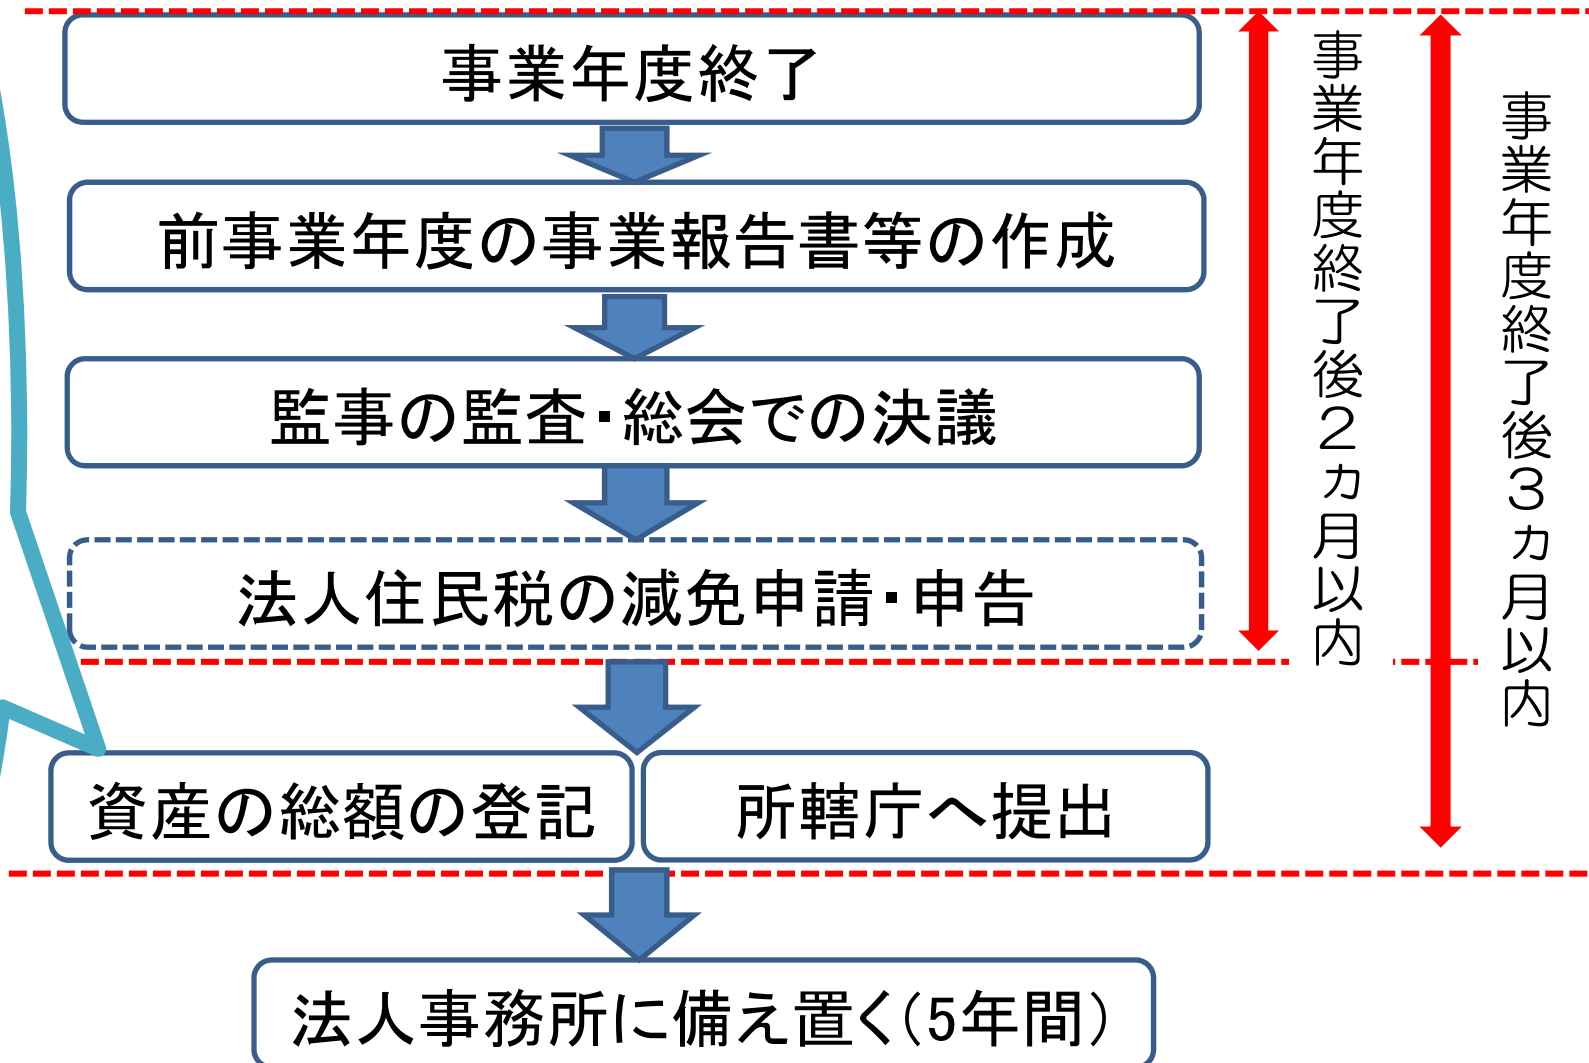 事業年度終了
前事業年度の事業報告書等の作成
監事の監査・総会での決議
法人住民税の減免申請・申告
資産の総額の登記
所轄庁へ提出
法人事務所に備え置く(5年間)
事業年度終了後２ヵ月以内
事業年度終了後３ヵ月以内